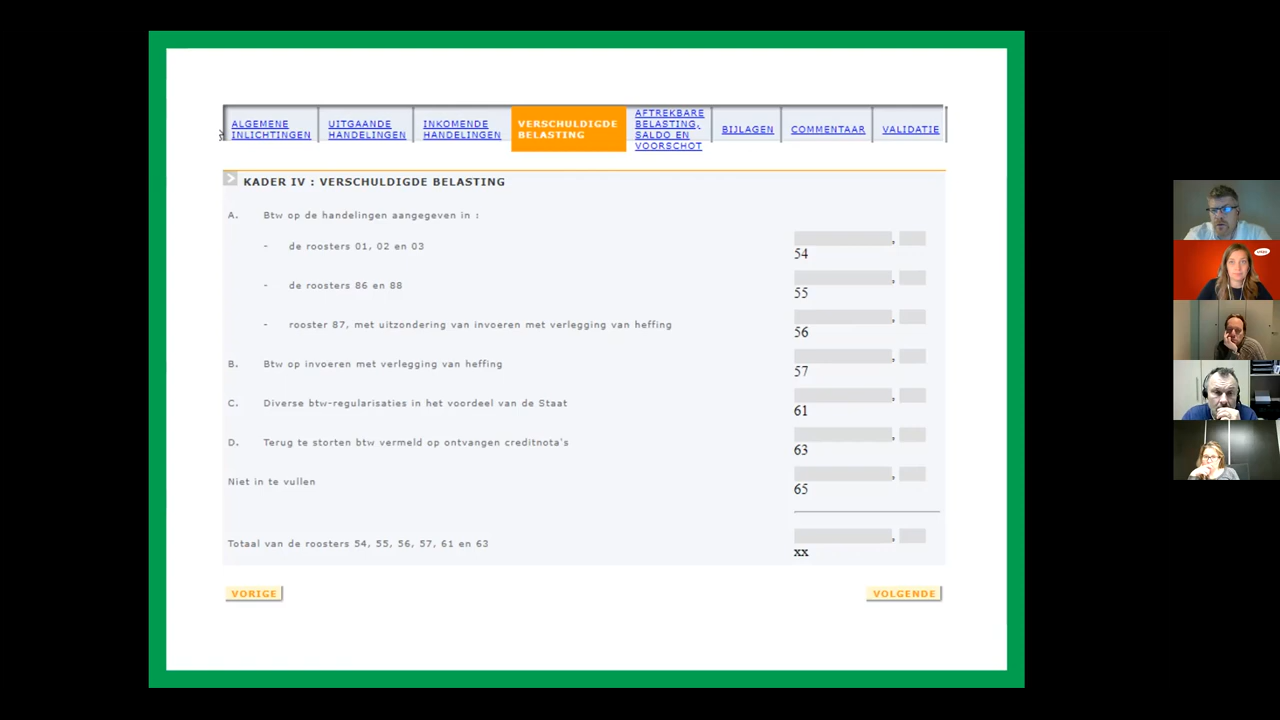 ALGEMENE
INLICHTINGEN
UITGAANDE
HANDELINGEN
INKOMENDE
HANDELINGEN
VERSCHULDIGDE
BELASTING
AFTREKBARE
BELASTING,
SALDO EN
VOORSCHOT
BIJLAGEN
COMMENTAAR
VALIDATIE
KADER IV : VERSCHULDIGDE BELASTING
A. Btw op de handelingen aangegeven in :
- de roosters 01, 02 en 03 ,
54
- de roosters 86 en 88 ,
55
- rooster 87, met uitzondering van invoeren met verlegging van heffing ,
56
B. Btw op invoeren met verlegging van heffing ,
57
C. Diverse btw-regularisaties in het voordeel van de Staat ,
61
D. Terug te storten btw vermeld op ontvangen creditnota's ,
63
Niet in te vullen ,
65
Totaal van de roosters 54, 55, 56, 57, 61 en 63 ,
xx
VORIGE
VOLGENDE